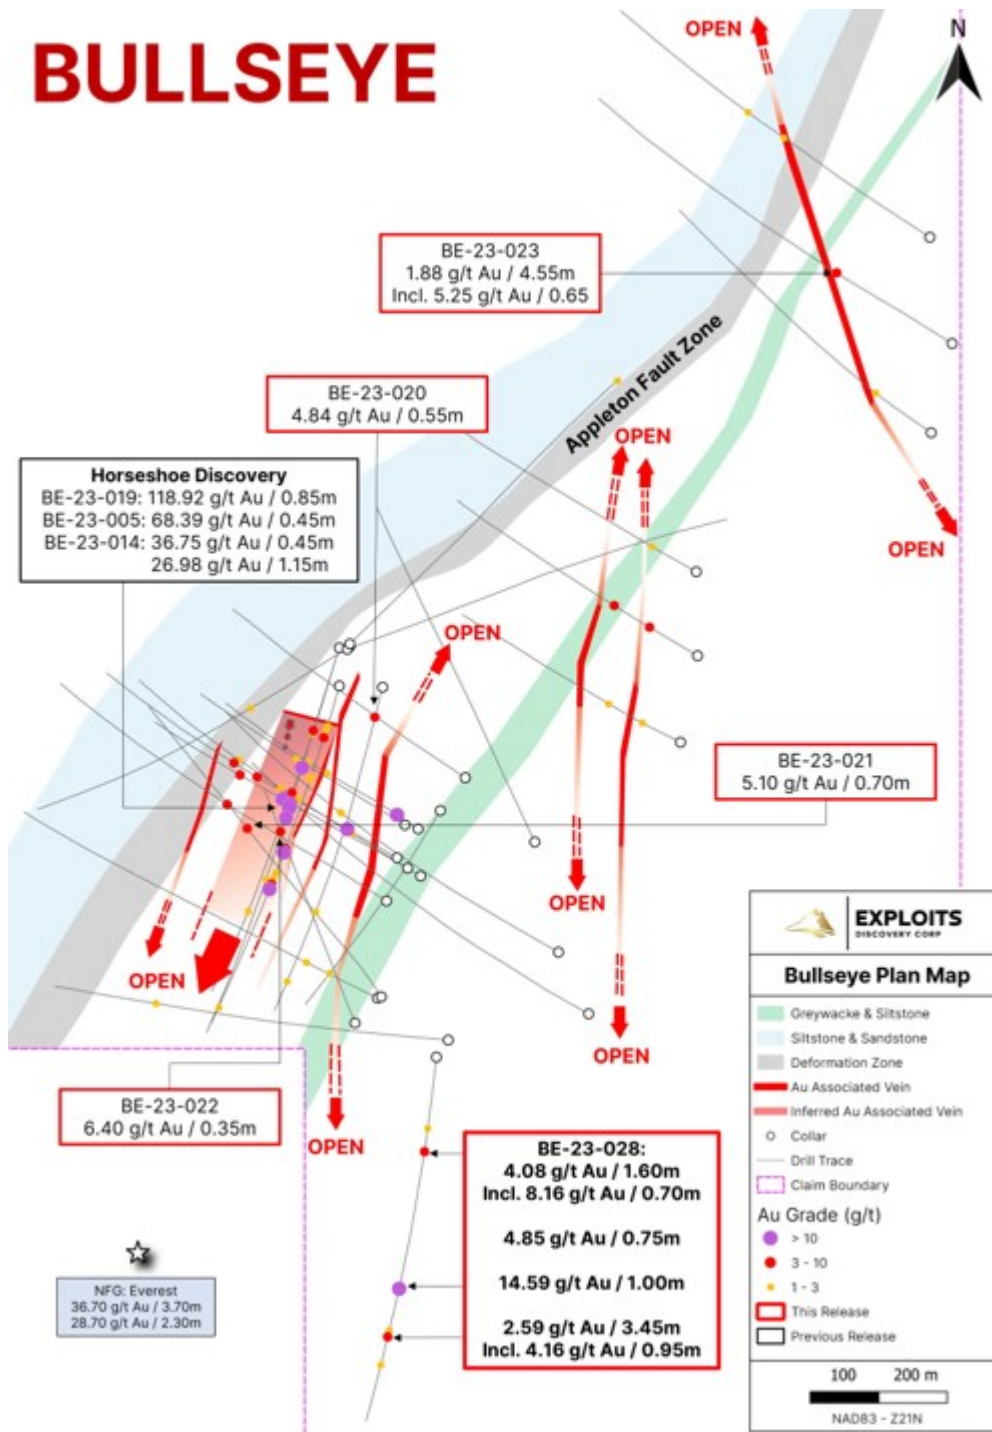 BULLSEYE
OPEN
N
BE-23-023
1.88 g/t Au / 4.55m
Incl. 5.25 g/t Au / 0.65
Appleton Fault Zone
BE-23-020
4.84 g/t Au / 0.55m
OPEN
Horseshoe Discovery
BE-23-019: 118.92 g/t Au / 0.85m
BE-23-005: 68.39 g/t Au / 0.45m
BE-23-014: 36.75 g/t Au / 0.45m
26.98 g/t Au / 1.15m
OPEN
OPEN
BE-23-021
5.10 g/t Au / 0.70m
OPEN
OPEN
OPEN
BE-23-022
6.40 g/t Au / 0.35m
OPEN
BE-23-028:
4.08 g/t Au / 1.60m
Incl. 8.16 g/t Au / 0.70m
4.85 g/t Au / 0.75m
14.59 g/t Au / 1.00m
2.59 g/t Au / 3.45m
Incl. 4.16 g/t Au / 0.95m
NFG: Everest
36.70 g/t Au / 3.70m
28.70 g/t Au / 2.30m
EXPLOITS
DISCOVERY CORP
Bullseye Plan Map
Greywacke & Siltstone
Siltstone & Sandstone
Deformation Zone
Au Associated Vein
Inferred Au Associated Vein
Collar
Drill Trace
Claim Boundary
Au Grade (g/t)
> 10
3 - 10
1 - 3
This Release
Previous Release
100 200 m
NAD83 - Z21N